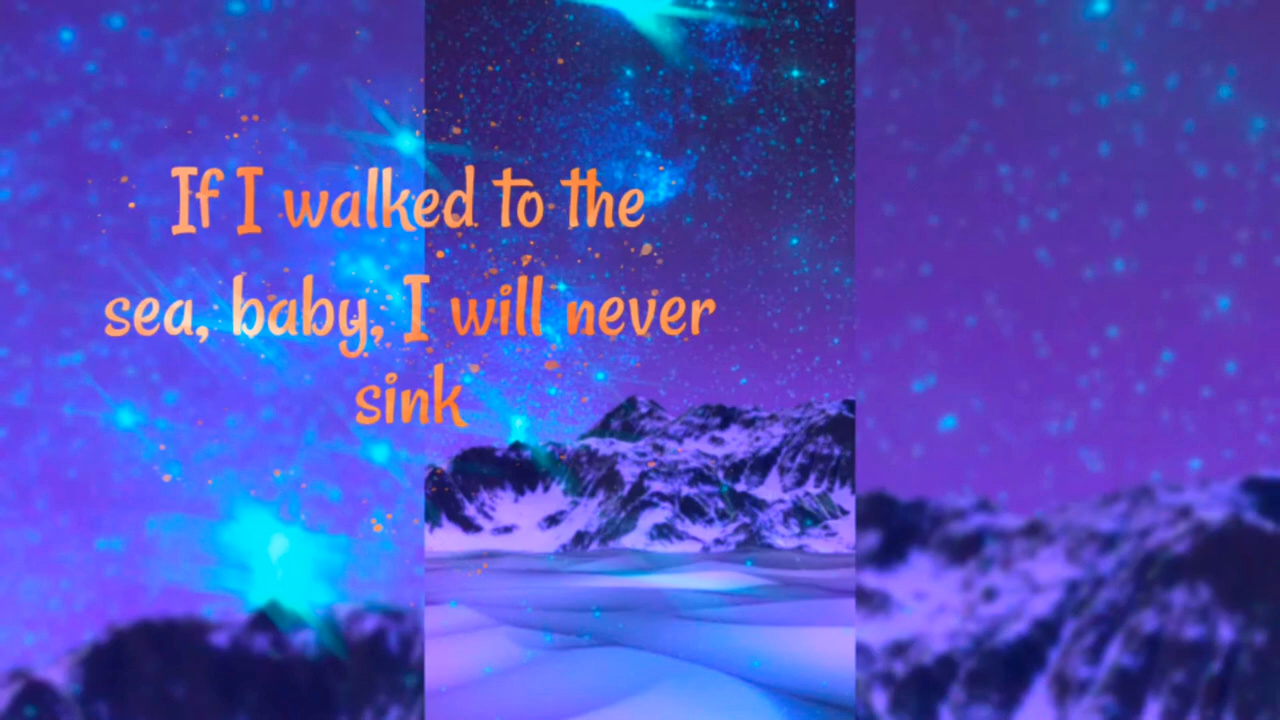 If I walked to the
sea, baby, I will never
sink